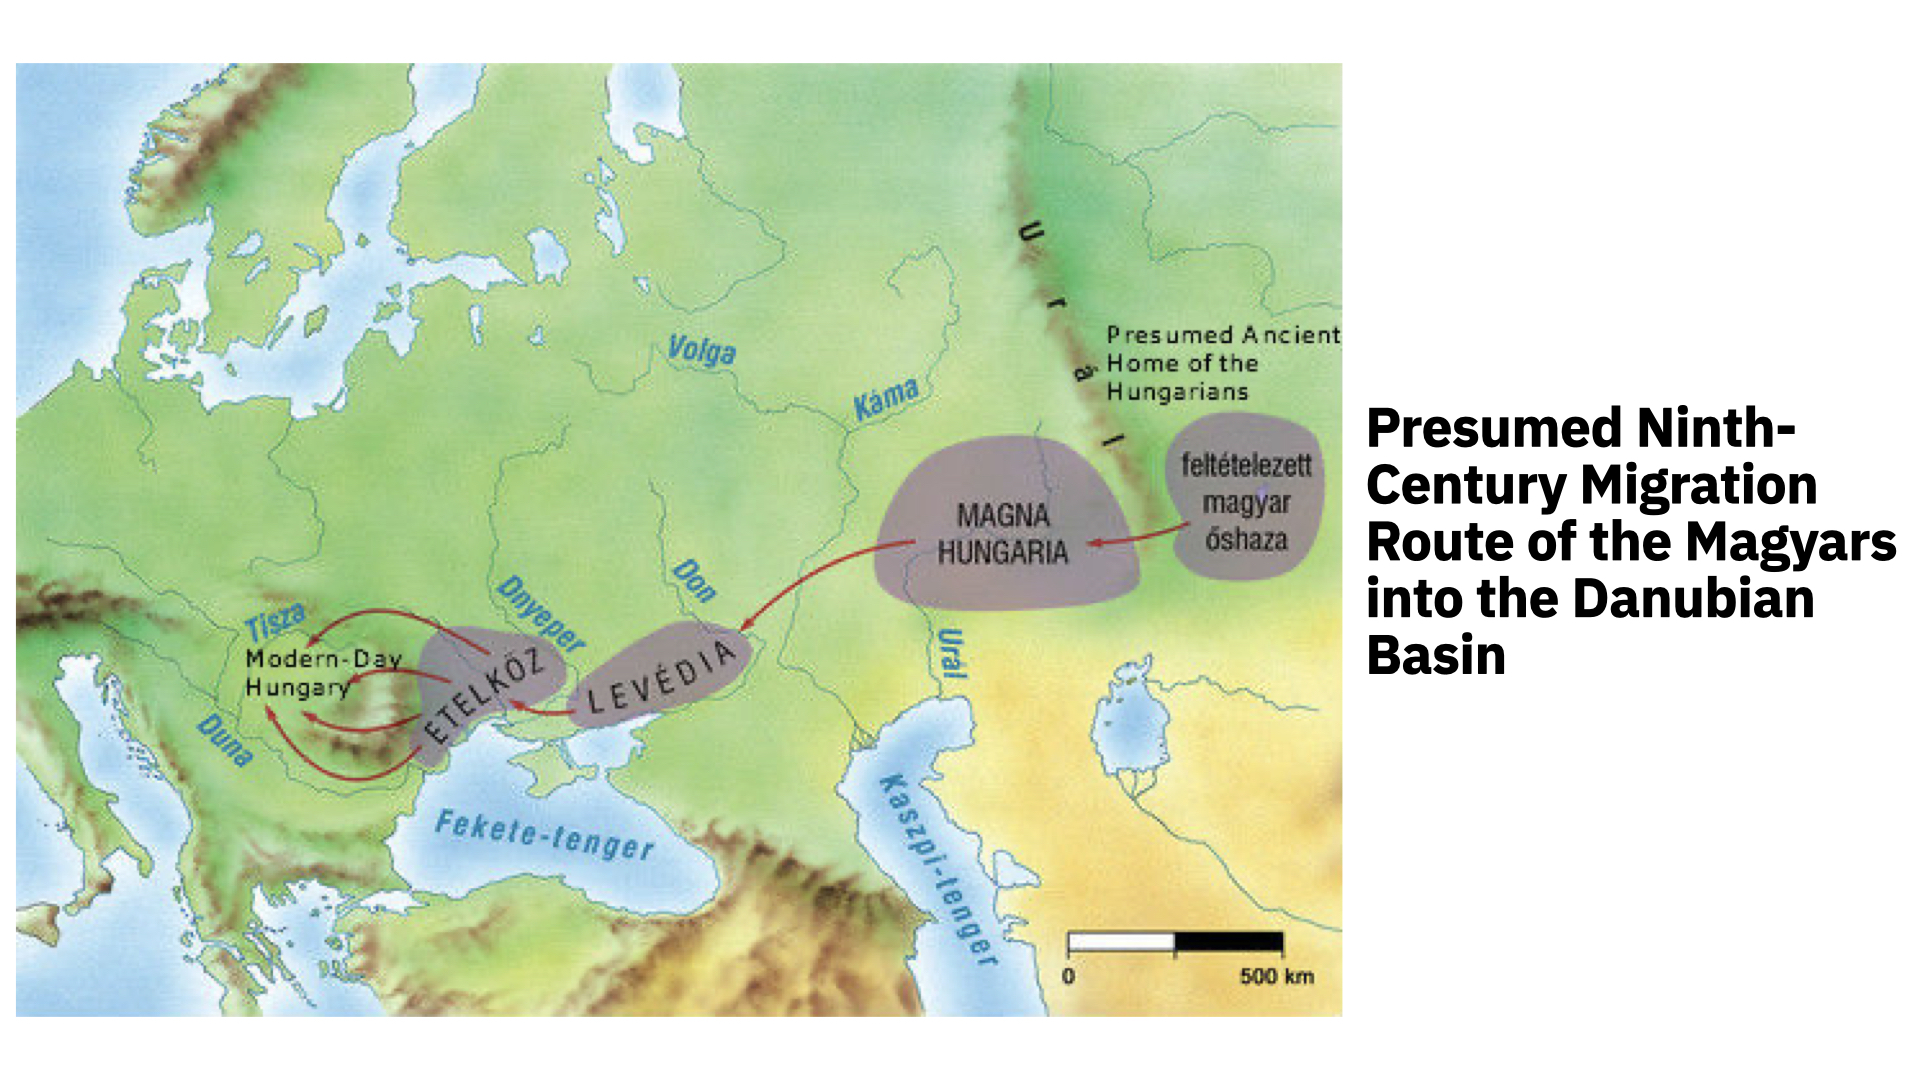 Urál
Presumed Ancient
Home of the
Hungarians
Volga
Káma
feltételezett
magyar
őshaza
MAGNA
HUNGARIA
Don
Dnyeper
Tisza
Modern-Day
Hungary
ETELKÖZ
LEVÉDIA
Urál
Duna
Fekete-tenger
Kaszpi-tenger
0 500 km
Presumed Ninth-
Century Migration
Route of the Magyars
into the Danubian
Basin